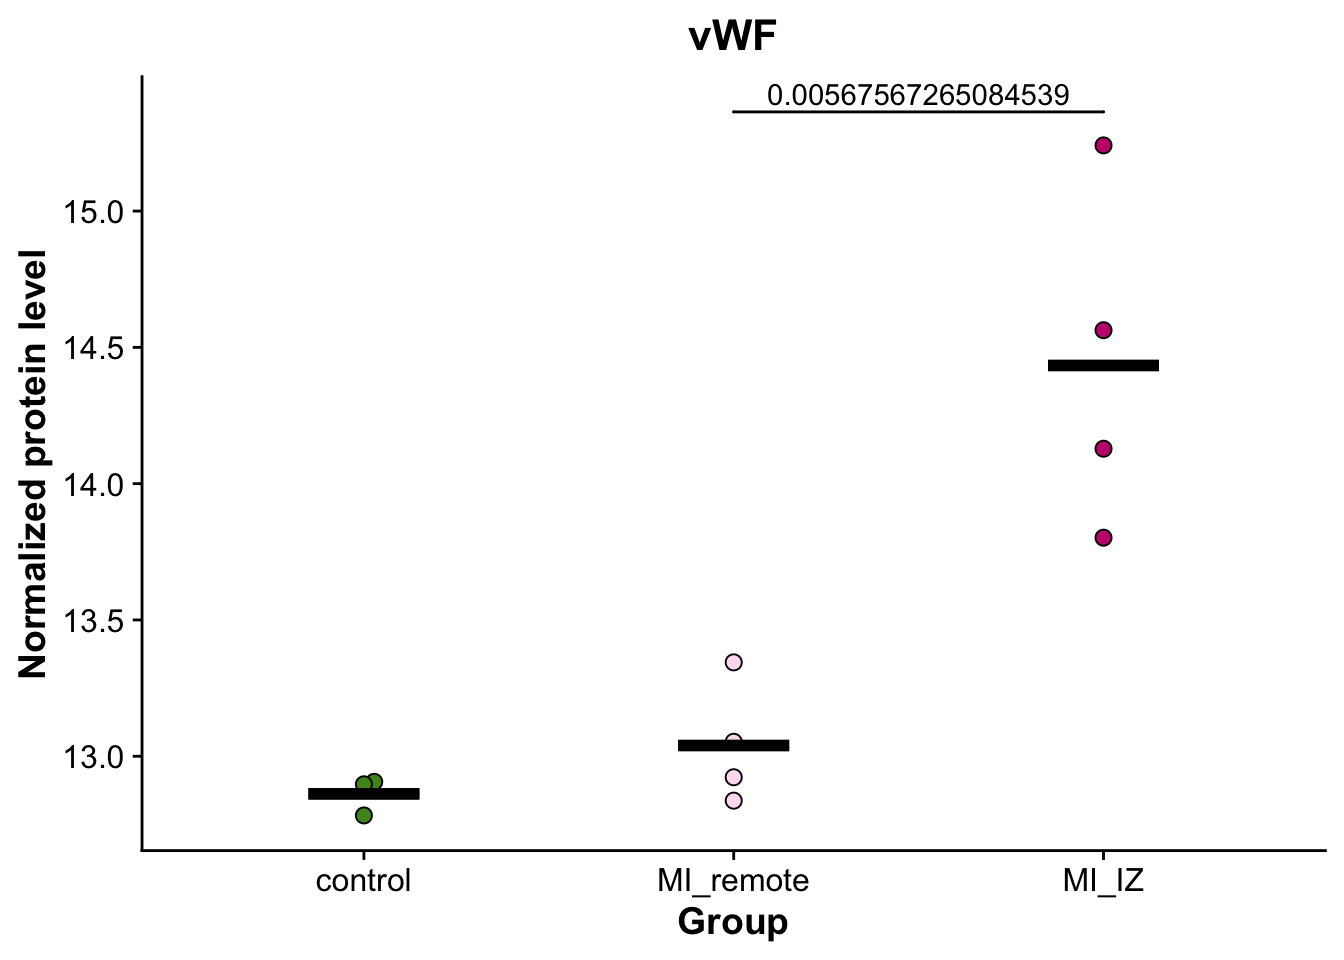 vWF
0.00567567265084539
15.0
14.5
14.0
13.5
13.0
Normalized protein level
control
MI_remote
MI_IZ
Group